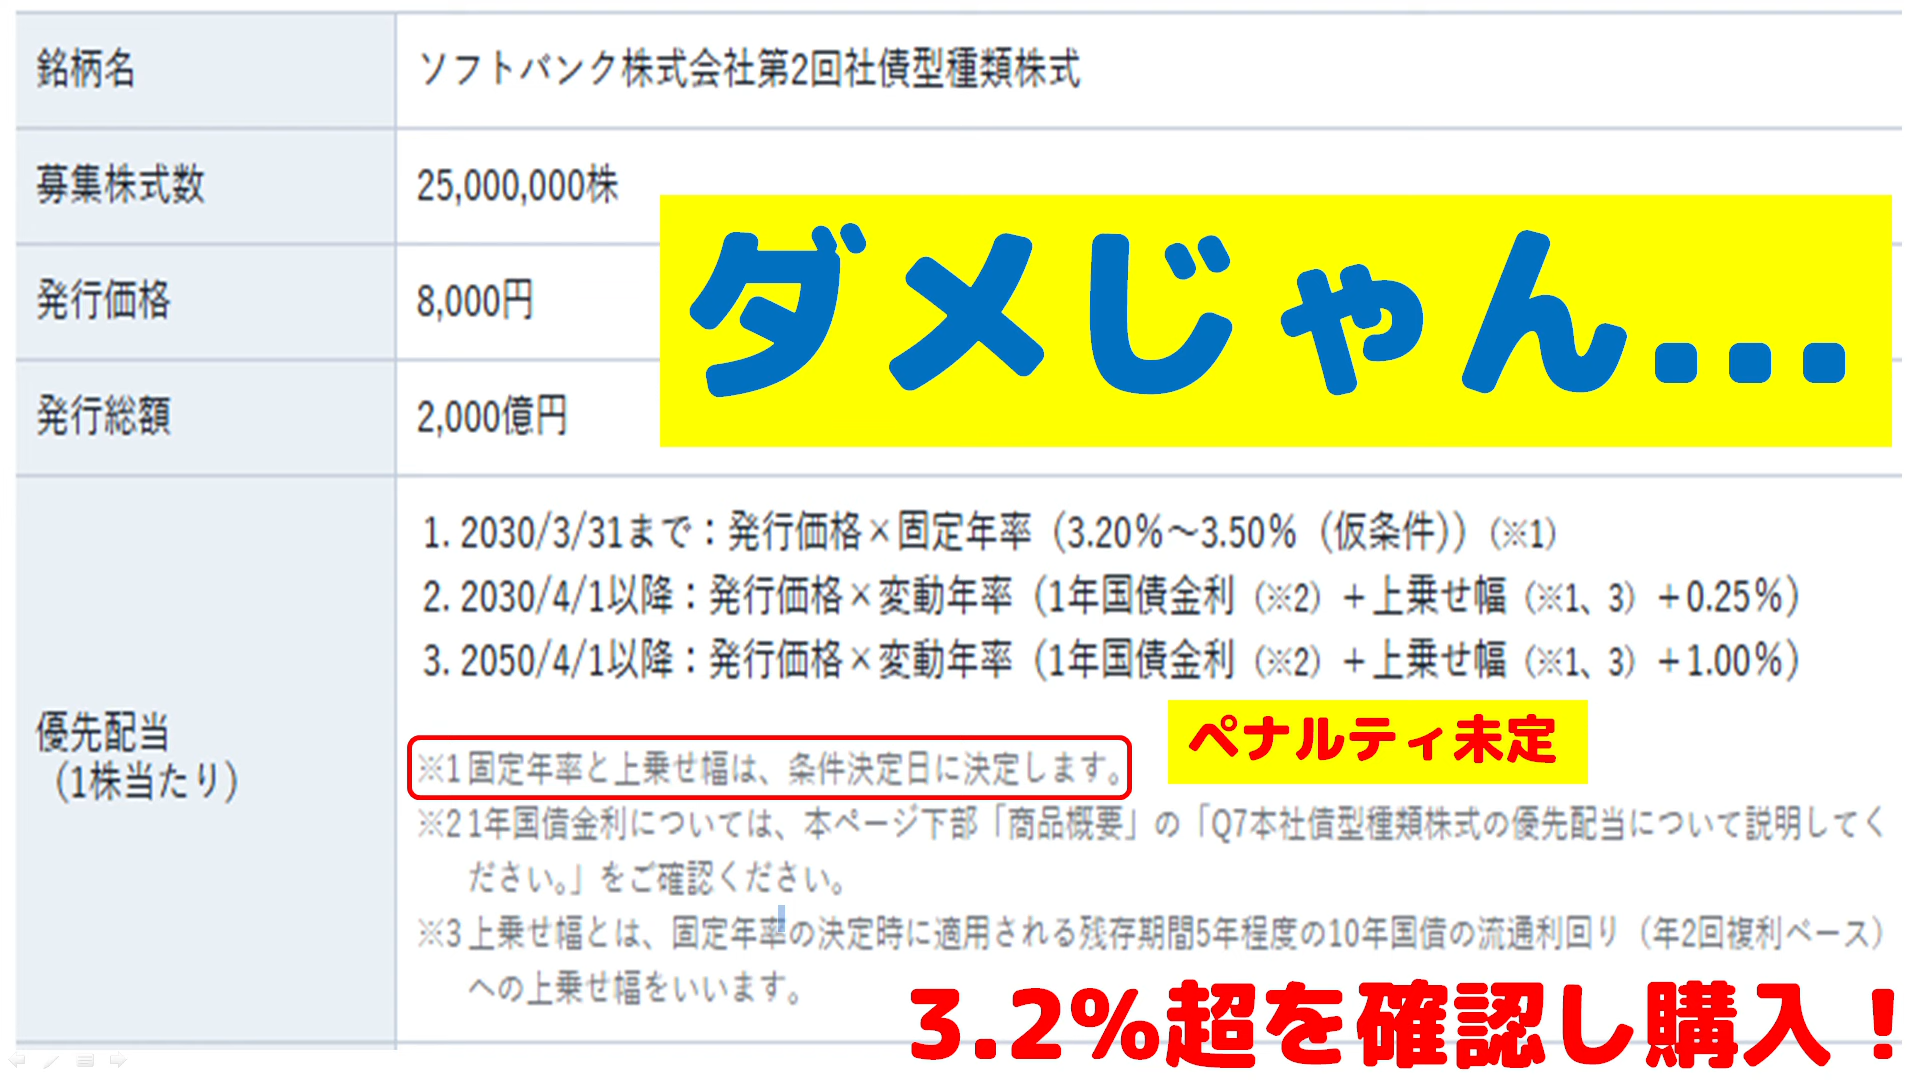 銘柄名
ソフトバンク株式会社第2回社債型種類株式
募集株式数
25,000,000株
発行価格
8,000円
ダメじゃん...
発行総額
2,000億円
優先配当
（1株当たり）
1. 2030/3/31まで：発行価格×固定年率（3.20％～3.50％（仮条件））（※1）
2. 2030/4/1以降：発行価格×変動年率（1年国債金利（※2）＋上乗せ幅（※1、3）＋0.25％）
3. 2050/4/1以降：発行価格×変動年率（1年国債金利（※2）＋上乗せ幅（※1、3）＋1.00％）
ペナルティ未定
※1 固定年率と上乗せ幅は、条件決定日に決定します。
※2 1年国債金利については、本ページ下部「商品概要」の「Q7本社債型種類株式の優先配当について説明してく
ださい。」をご確認ください。
※3 上乗せ幅とは、固定年率の決定時に適用される残存期間5年程度の10年国債の流通利回り（年2回複利ベース）
への上乗せ幅をいいます。
3.2%超を確認し購入！